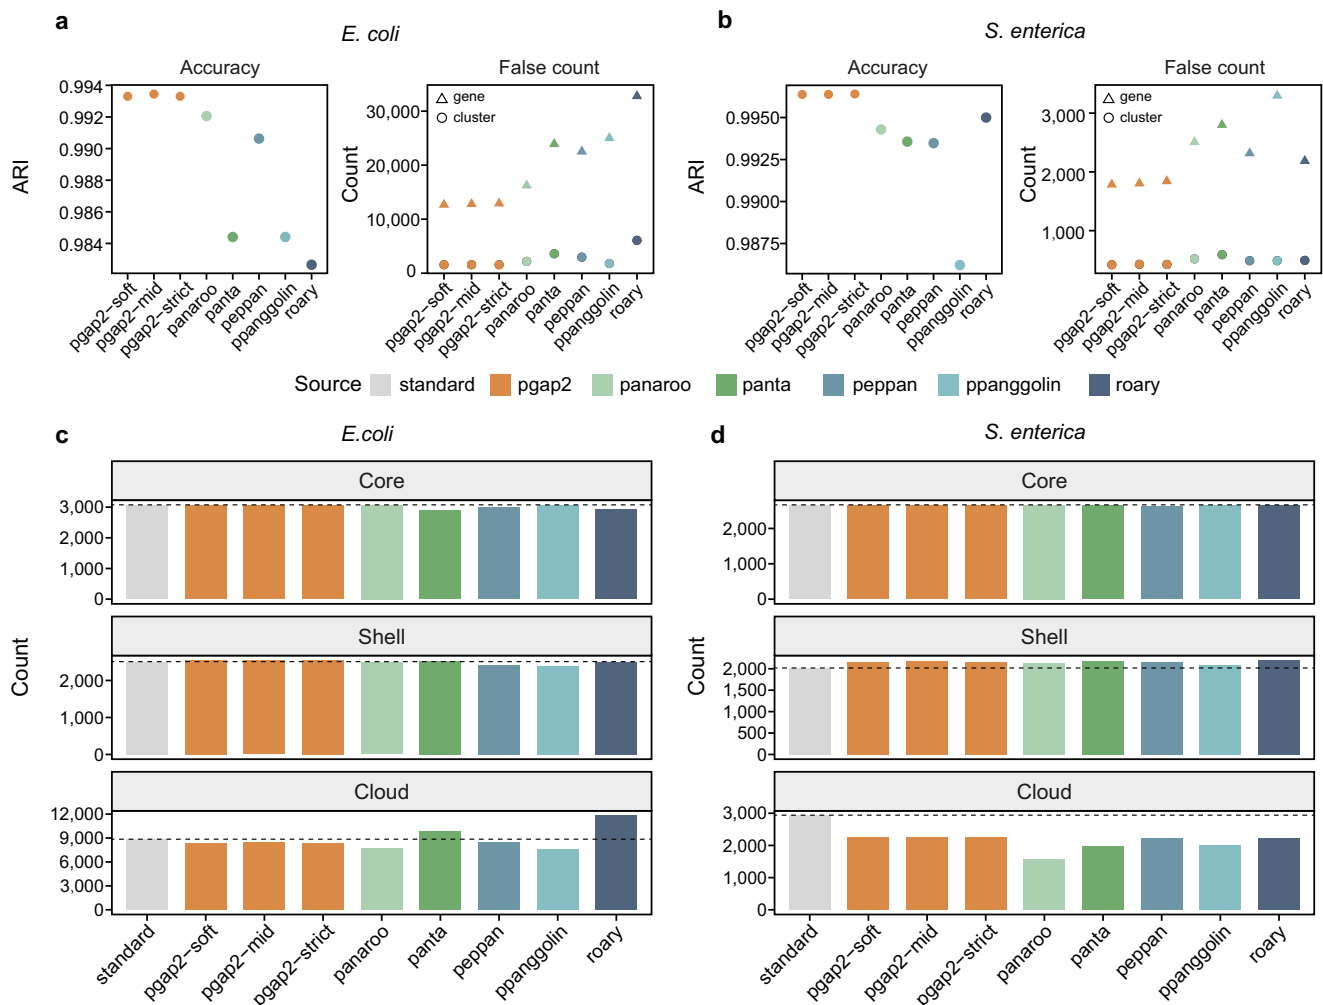 a
E. coli
Accuracy
ARI
0.994
0.992
0.990
0.988
0.986
0.984
pgap2−soft
pgap2−mid
pgap2−strict
panaroo
panta
peppan
ppanggolin
roary
False count
gene
cluster
Count
30,000
20,000
10,000
0
pgap2−soft
pgap2−mid
pgap2−strict
panaroo
panta
peppan
ppanggolin
roary
b
S. enterica
Accuracy
ARI
0.9950
0.9925
0.9900
0.9875
pgap2−soft
pgap2−mid
pgap2−strict
panaroo
panta
peppan
ppanggolin
roary
False count
gene
cluster
Count
3,000
2,000
1,000
pgap2−soft
pgap2−mid
pgap2−strict
panaroo
panta
peppan
ppanggolin
roary
Source standard pgap2 panaroo panta peppan ppanggolin roary
c
E.coli
Count
Core
3,000
2,000
1,000
0
Shell
2,000
1,000
0
Cloud
12,000
9,000
6,000
3,000
0
standard
pgap2−soft
pgap2−mid
pgap2−strict
panaroo
panta
peppan
ppanggolin
roary
d
S. enterica
Count
Core
2,000
1,000
0
Shell
2,000
1,500
1,000
500
0
Cloud
3,000
2,000
1,000
0
standard
pgap2−soft
pgap2−mid
pgap2−strict
panaroo
panta
peppan
ppanggolin
roary